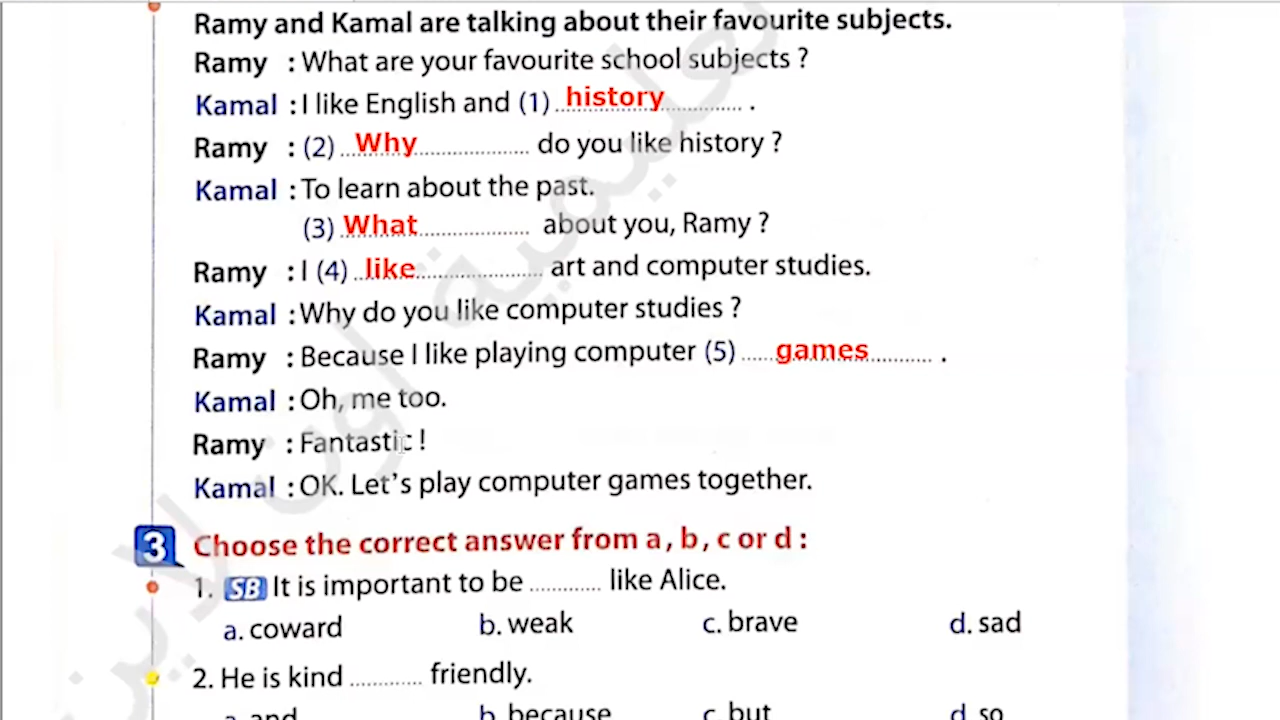 Ramy and Kamal are talking about their favourite subjects.
Ramy : What are your favourite school subjects ?
Kamal : I like English and (1) history .
Ramy : (2) Why do you like history ?
Kamal : To learn about the past.
(3) What about you, Ramy ?
Ramy : I (4) like art and computer studies.
Kamal : Why do you like computer studies ?
Ramy : Because I like playing computer (5) games .
Kamal : Oh, me too.
Ramy : Fantastic !
Kamal : OK. Let's play computer games together.
3 Choose the correct answer from a , b , c or d :
1. SB It is important to be ............ like Alice.
a. coward b. weak c. brave d. sad
2. He is kind ............ friendly.
a. and b. because c. but d. so